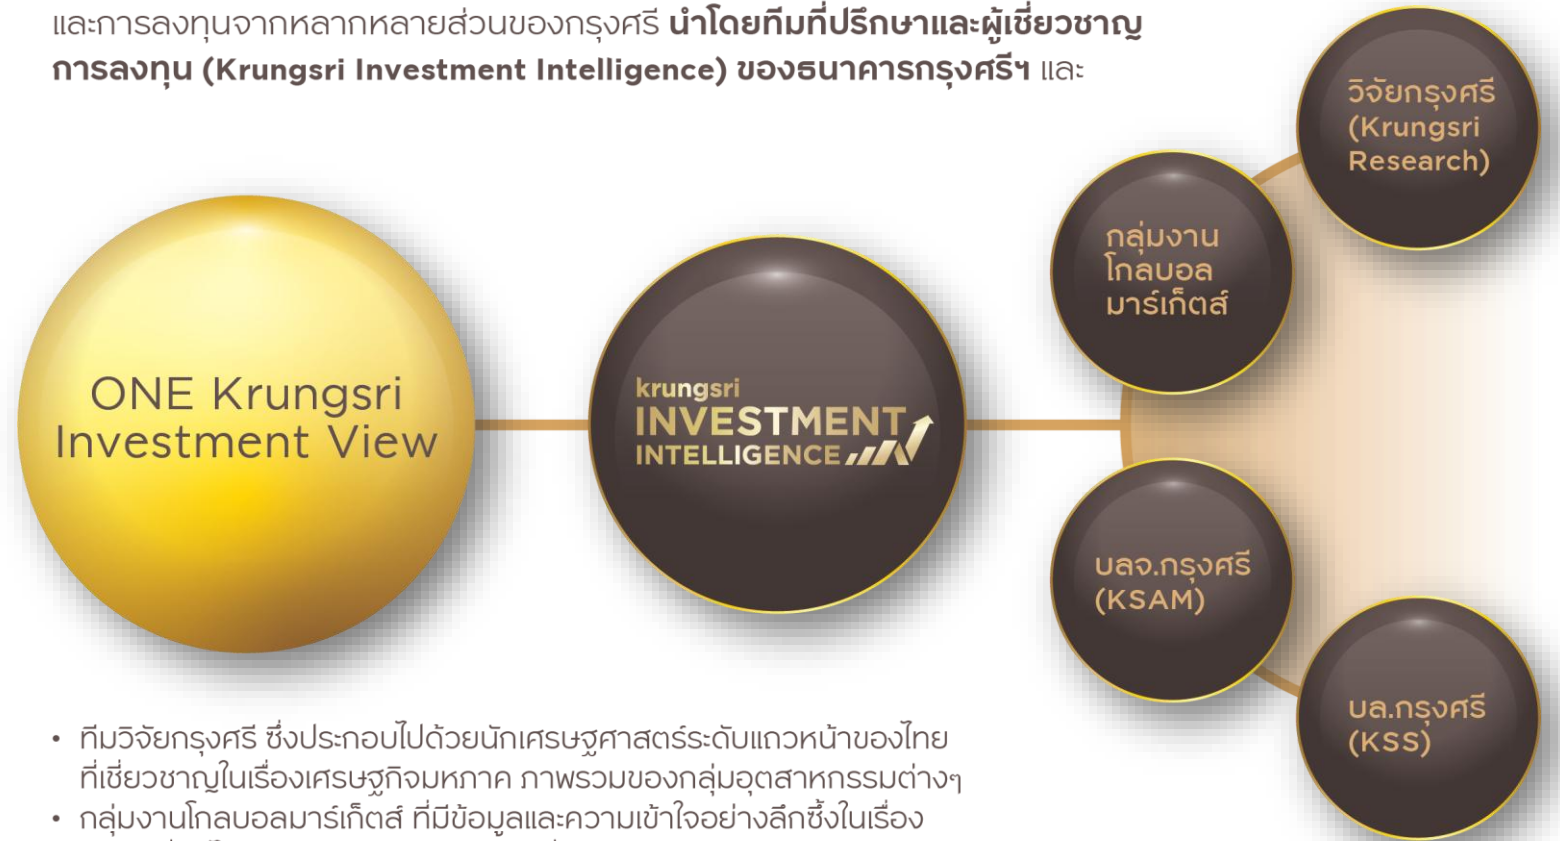 และการลงทุนจากหลากหลายส่วนของกรุงศรี นำโดยทีมที่ปรึกษาและผู้เชี่ยวชาญ
การลงทุน (Krungsri Investment Intelligence) ของธนาคารกรุงศรีฯ และ
ONE Krungsri
Investment View
krungsri
INVESTMENT
INTELLIGENCE
วิจัยกรุงศรี
(Krungsri
Research)
กลุ่มงาน
โกลบอล
มาร์เก็ตส์
บลจ.กรุงศรี
(KSAM)
บล.กรุงศรี
(KSS)
• ทีมวิจัยกรุงศรี ซึ่งประกอบไปด้วยนักเศรษฐศาสตร์ระดับแถวหน้าของไทย
ที่เชี่ยวชาญในเรื่องเศรษฐกิจมหภาค ภาพรวมของกลุ่มอุตสาหกรรมต่างๆ
• กลุ่มงานโกลบอลมาร์เก็ตส์ ที่มีข้อมูลและความเข้าใจอย่างลึกซึ้งในเรื่อง